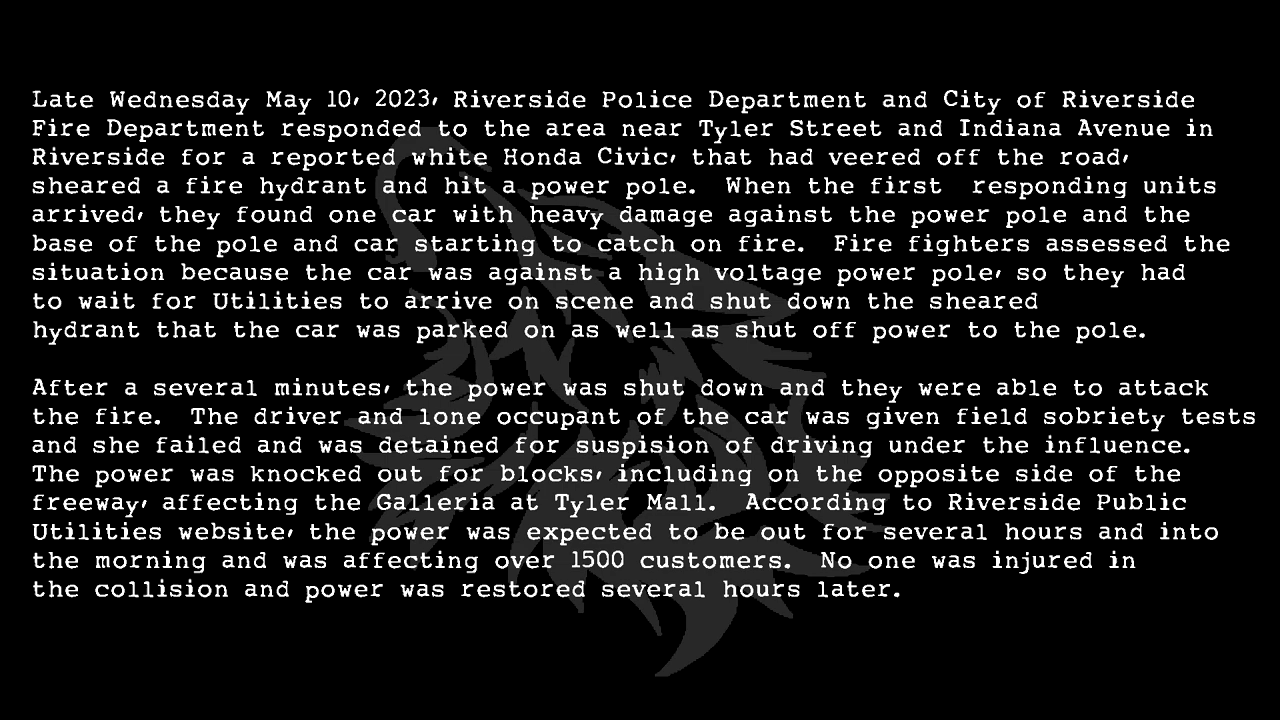 Late Wednesday May 10, 2023, Riverside Police Department and City of Riverside
Fire Department responded to the area near Tyler Street and Indiana Avenue in
Riverside for a reported white Honda Civic, that had veered off the road,
sheared a fire hydrant and hit a power pole.  When the first  responding units
arrived, they found one car with heavy damage against the power pole and the
base of the pole and car starting to catch on fire.  Fire fighters assessed the
situation because the car was against a high voltage power pole, so they had
to wait for Utilities to arrive on scene and shut down the sheared
hydrant that the car was parked on as well as shut off power to the pole.

After a several minutes, the power was shut down and they were able to attack
the fire.  The driver and lone occupant of the car was given field sobriety tests
and she failed and was detained for suspision of driving under the influence.
The power was knocked out for blocks, including on the opposite side of the
freeway, affecting the Galleria at Tyler Mall.  According to Riverside Public
Utilities website, the power was expected to be out for several hours and into
the morning and was affecting over 1500 customers.  No one was injured in
the collision and power was restored several hours later.